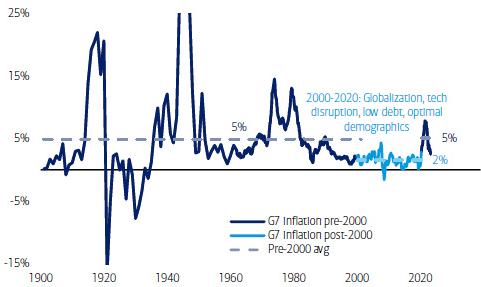 25%
15%
5%
-5%
-15%
2000-2020: Globalization, tech
disruption, low debt, optimal
demographics
5%
5%
2%
G7 Inflation pre-2000
G7 Inflation post-2000
Pre-2000 avg
1900
1920
1940
1960
1980
2000
2020